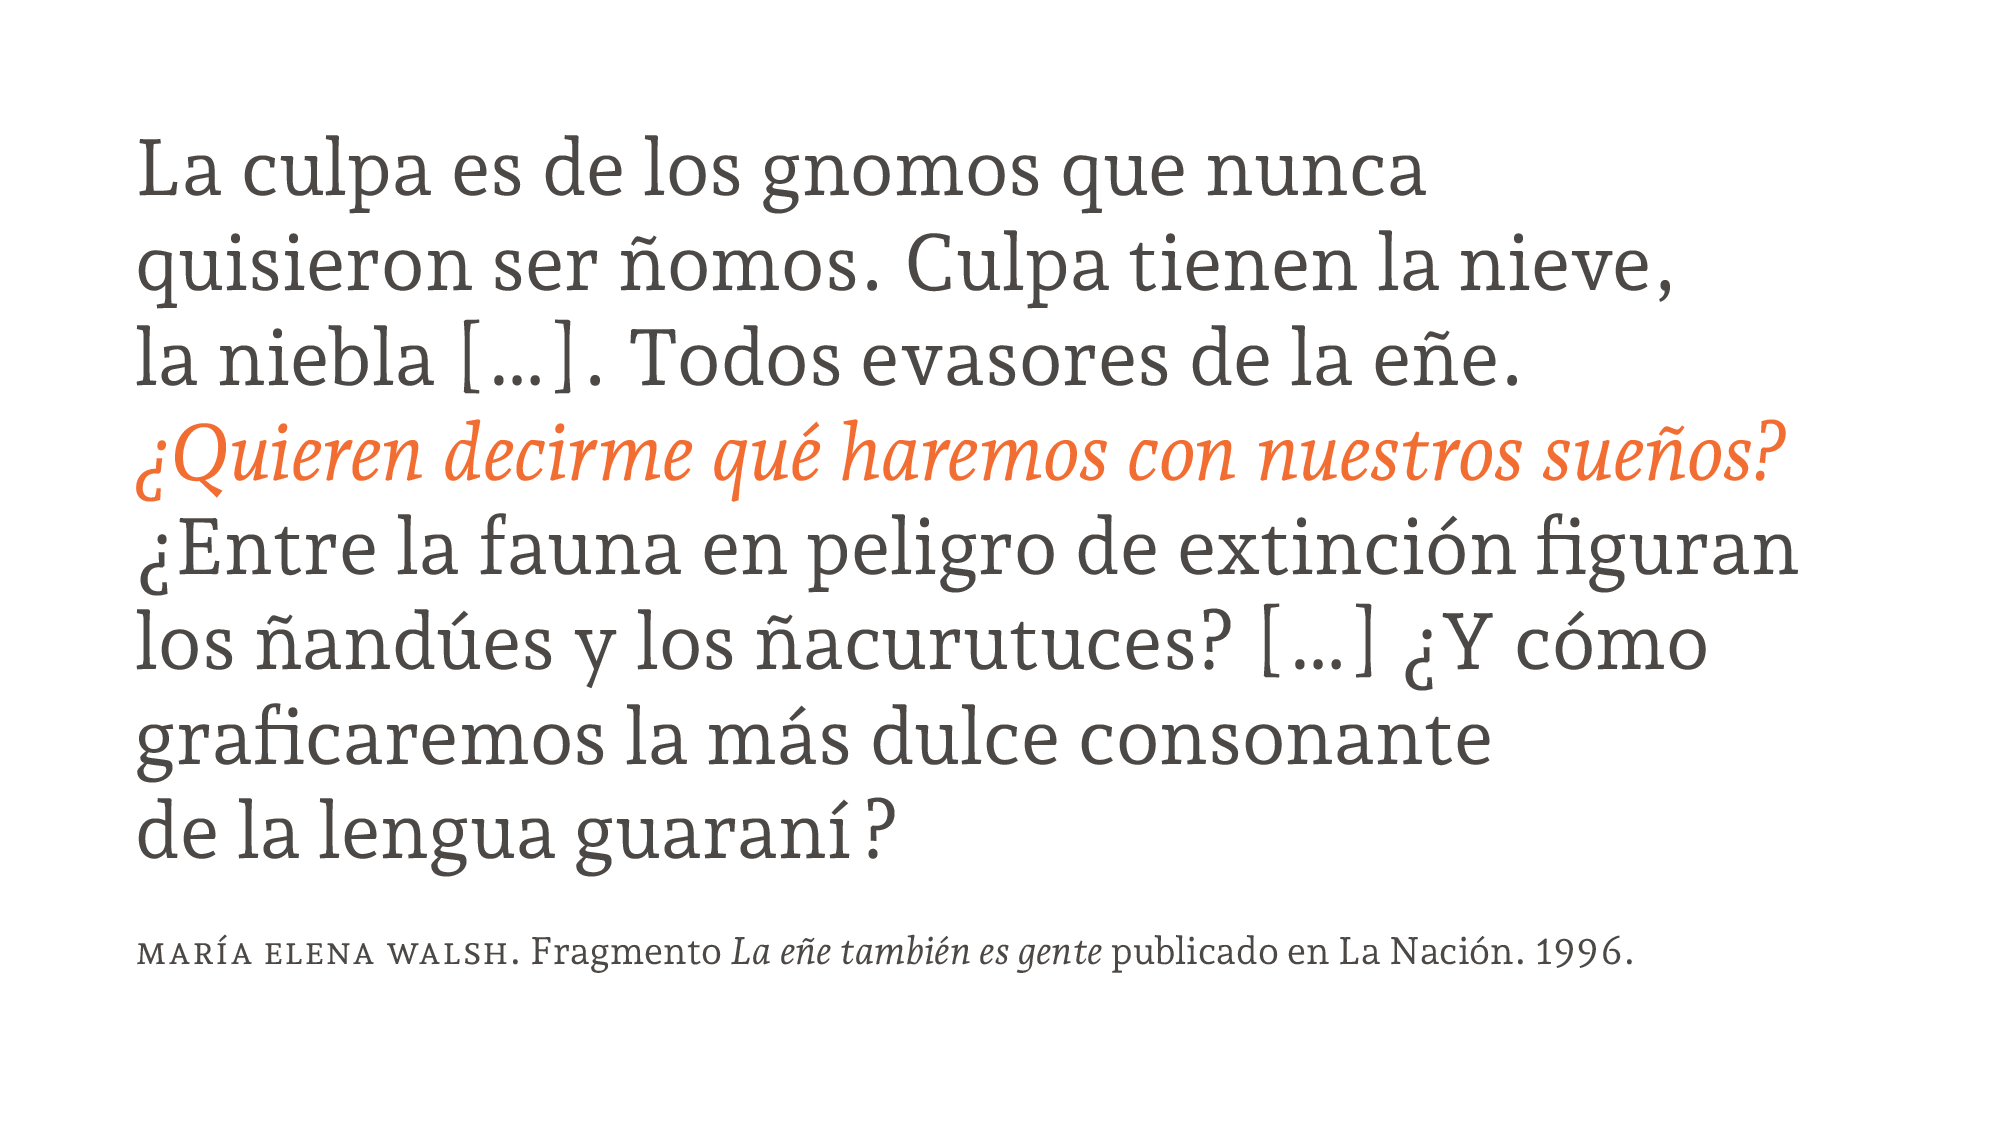 La culpa es de los gnomos que nunca
quisieron ser ñomos. Culpa tienen la nieve,
la niebla [...]. Todos evasores de la eñe.
¿Quieren decirme qué haremos con nuestros sueños?
¿Entre la fauna en peligro de extinción figuran
los ñandúes y los ñacurutuces? [...] ¿Y cómo
graficaremos la más dulce consonante
de la lengua guaraní?
MARÍA ELENA WALSH. Fragmento La eñe también es gente publicado en La Nación. 1996.